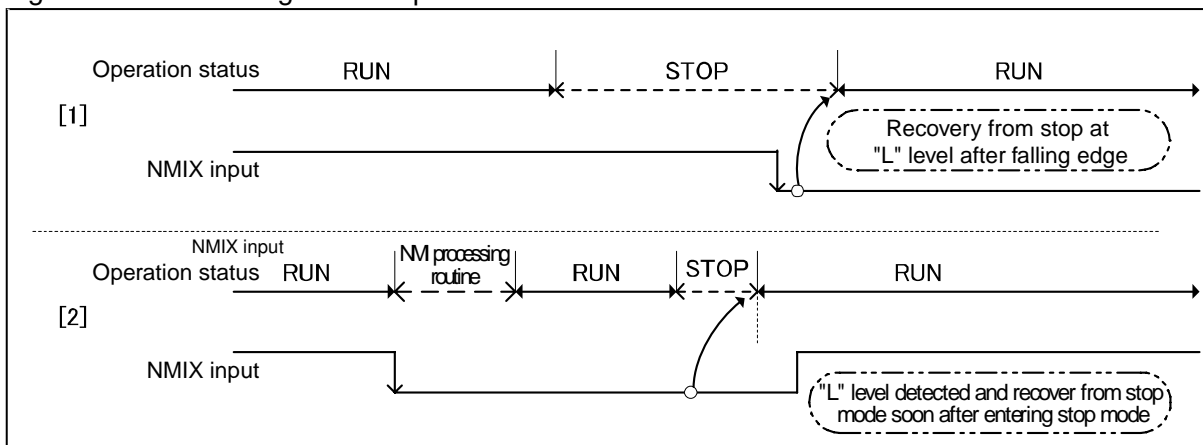 Operation status RUN STOP RUN
[1]
Recovery from stop at
"L" level after falling edge
NMIX input
NMIX input
Operation status RUN NM processing routine RUN STOP RUN
[2]
NMIX input
"L" level detected and recover from stop
mode soon after entering stop mode